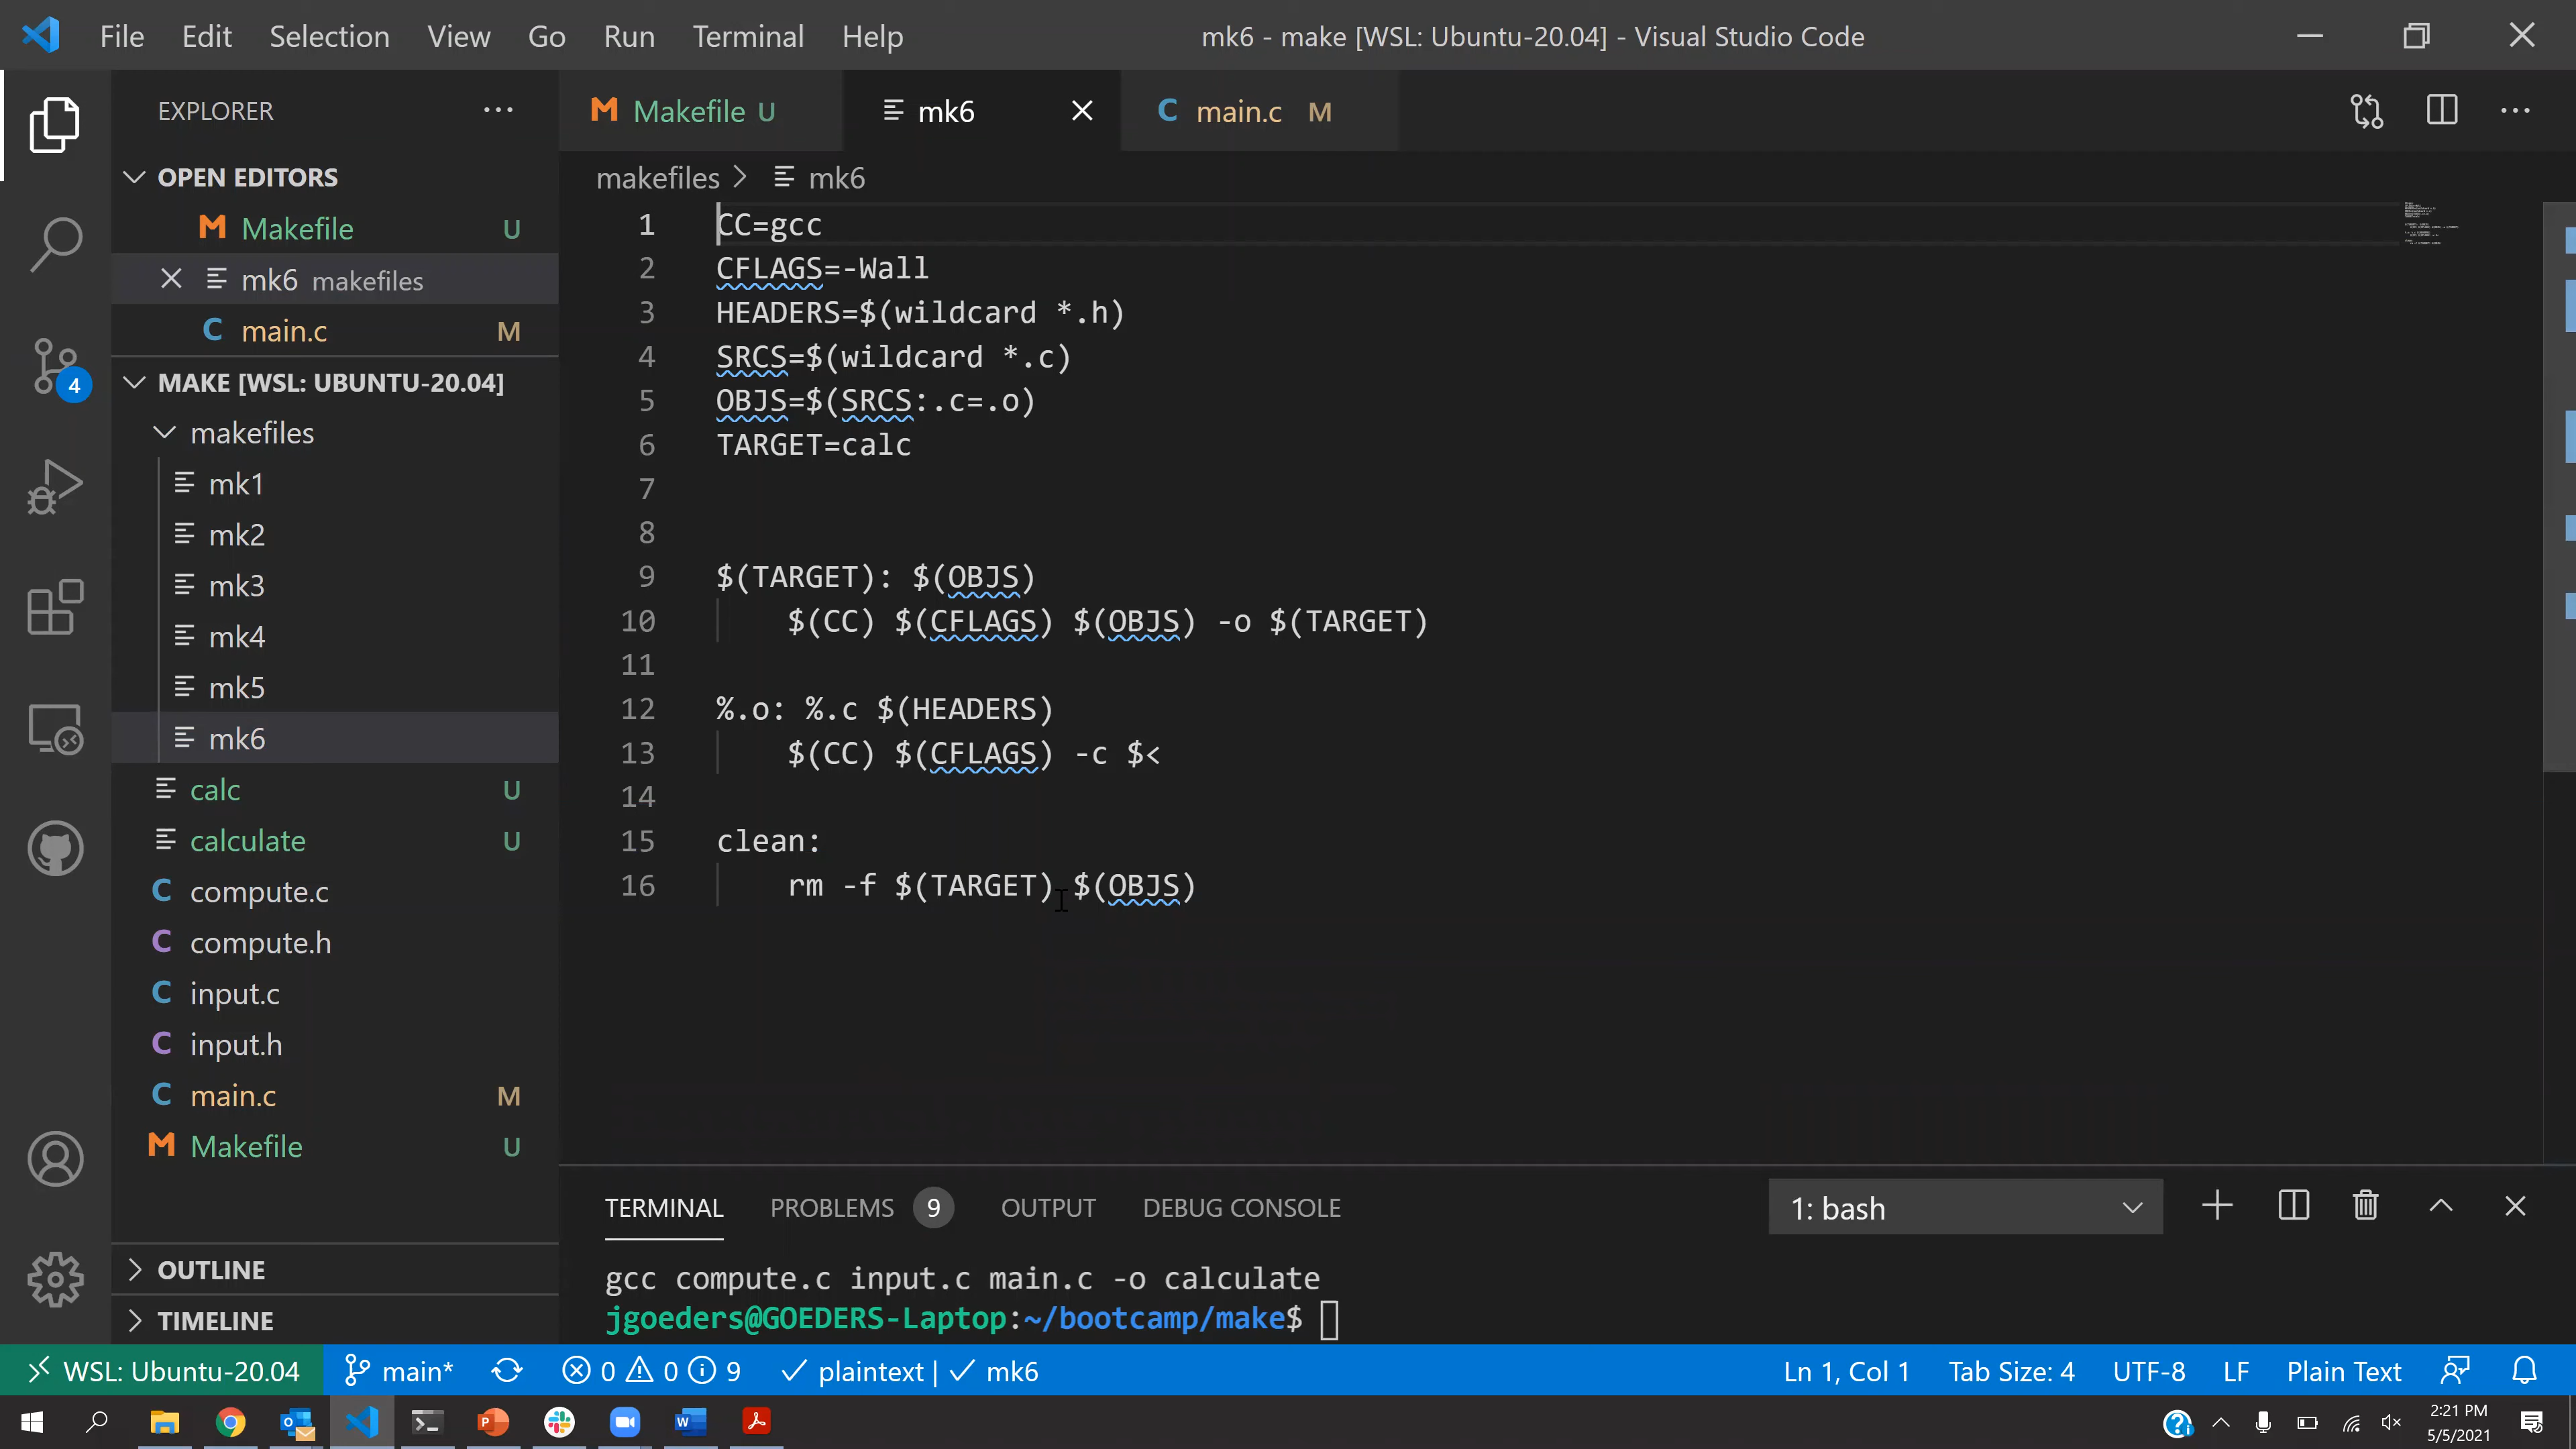 File Edit Selection View Go Run Terminal Help
mk6 - make [WSL: Ubuntu-20.04] - Visual Studio Code
EXPLORER
OPEN EDITORS
Makefile U
mk6 makefiles
main.c M
MAKE [WSL: UBUNTU-20.04]
makefiles
mk1
mk2
mk3
mk4
mk5
mk6
calc U
calculate U
compute.c
compute.h
input.c
input.h
main.c M
Makefile U
OUTLINE
TIMELINE
4
Makefile U
mk6
main.c M
makefiles > mk6
1 CC=gcc
2 CFLAGS=-Wall
3 HEADERS=$(wildcard *.h)
4 SRCS=$(wildcard *.c)
5 OBJS=$(SRCS:.c=.o)
6 TARGET=calc
7
8
9 $(TARGET): $(OBJS)
10 $(CC) $(CFLAGS) $(OBJS) -o $(TARGET)
11
12 %.o: %.c $(HEADERS)
13 $(CC) $(CFLAGS) -c $<
14
15 clean:
16 rm -f $(TARGET) $(OBJS)
TERMINAL PROBLEMS 9 OUTPUT DEBUG CONSOLE
1: bash
gcc compute.c input.c main.c -o calculate
jgoeders@GOEDERS-Laptop:~/bootcamp/make$
WSL: Ubuntu-20.04 main* 0 0 9 plaintext | mk6
Ln 1, Col 1 Tab Size: 4 UTF-8 LF Plain Text
2:21 PM
5/5/2021